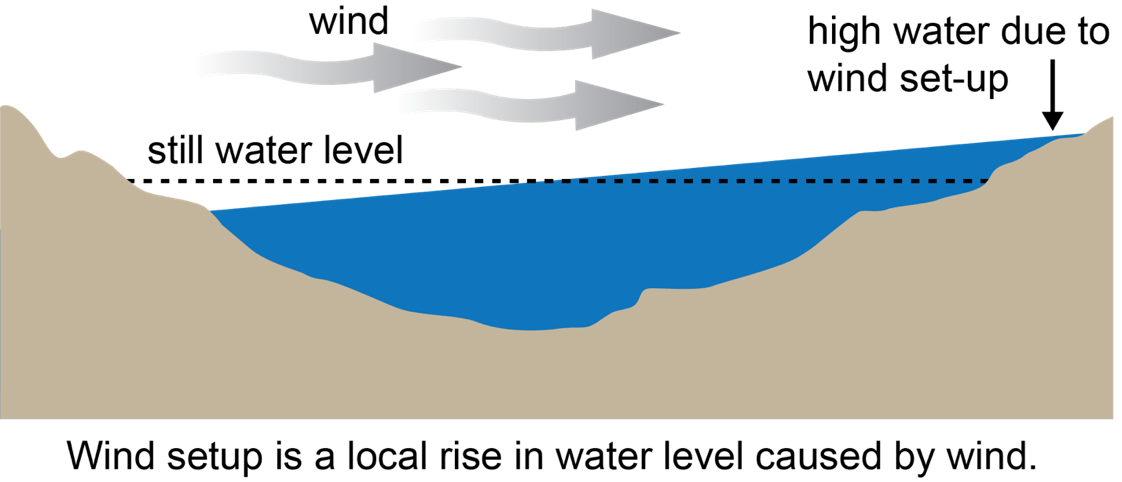 wind
high water due to
wind set-up
still water level
Wind setup is a local rise in water level caused by wind.